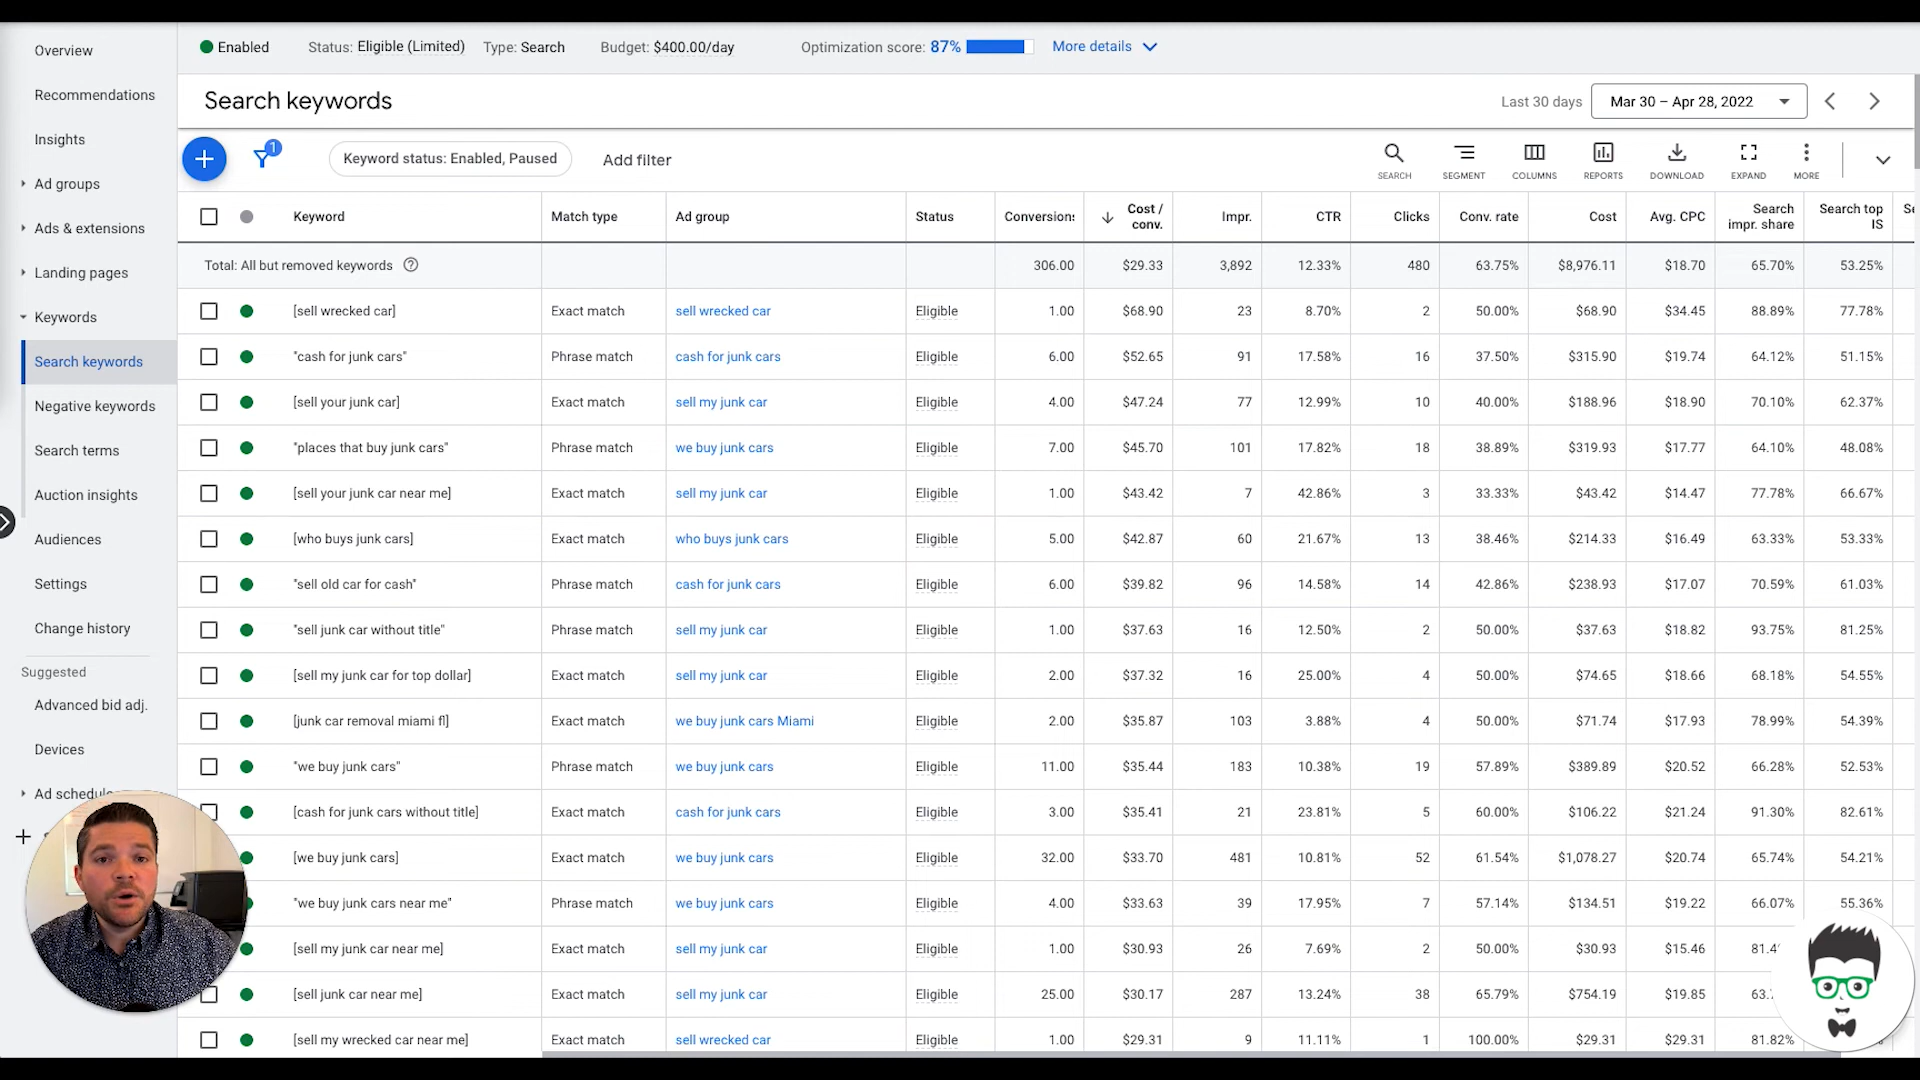 Overview
Enabled Status: Eligible (Limited) Type: Search Budget: $400.00/day Optimization score: 87% More details
Recommendations
Search keywords Last 30 days Mar 30 – Apr 28, 2022
Insights
1 Keyword status: Enabled, Paused Add filter SEARCH SEGMENT COLUMNS REPORTS DOWNLOAD EXPAND MORE
Ad groups
Ads & extensions
Landing pages
Keywords
Search keywords
Negative keywords
Search terms
Auction insights
Audiences
Settings
Change history
Suggested
Advanced bid adj.
Devices
Ad schedule
Keyword Match type Ad group Status Conversions Cost / conv. Impr. CTR Clicks Conv. rate Cost Avg. CPC Search impr. share Search top IS
Total: All but removed keywords 306.00 $29.33 3,892 12.33% 480 63.75% $8,976.11 $18.70 65.70% 53.25%
[sell wrecked car] Exact match sell wrecked car Eligible 1.00 $68.90 23 8.70% 2 50.00% $68.90 $34.45 88.89% 77.78%
"cash for junk cars" Phrase match cash for junk cars Eligible 6.00 $52.65 91 17.58% 16 37.50% $315.90 $19.74 64.12% 51.15%
[sell your junk car] Exact match sell my junk car Eligible 4.00 $47.24 77 12.99% 10 40.00% $188.96 $18.90 70.10% 62.37%
"places that buy junk cars" Phrase match we buy junk cars Eligible 7.00 $45.70 101 17.82% 18 38.89% $319.93 $17.77 64.10% 48.08%
[sell your junk car near me] Exact match sell my junk car Eligible 1.00 $43.42 7 42.86% 3 33.33% $43.42 $14.47 77.78% 66.67%
[who buys junk cars] Exact match who buys junk cars Eligible 5.00 $42.87 60 21.67% 13 38.46% $214.33 $16.49 63.33% 53.33%
"sell old car for cash" Phrase match cash for junk cars Eligible 6.00 $39.82 96 14.58% 14 42.86% $238.93 $17.07 70.59% 61.03%
"sell junk car without title" Phrase match sell my junk car Eligible 1.00 $37.63 16 12.50% 2 50.00% $37.63 $18.82 93.75% 81.25%
[sell my junk car for top dollar] Exact match sell my junk car Eligible 2.00 $37.32 16 25.00% 4 50.00% $74.65 $18.66 68.18% 54.55%
[junk car removal miami fl] Exact match we buy junk cars Miami Eligible 2.00 $35.87 103 3.88% 4 50.00% $71.74 $17.93 78.99% 54.39%
"we buy junk cars" Phrase match we buy junk cars Eligible 11.00 $35.44 183 10.38% 19 57.89% $389.89 $20.52 66.28% 52.53%
[cash for junk cars without title] Exact match cash for junk cars Eligible 3.00 $35.41 21 23.81% 5 60.00% $106.22 $21.24 91.30% 82.61%
[we buy junk cars] Exact match we buy junk cars Eligible 32.00 $33.70 481 10.81% 52 61.54% $1,078.27 $20.74 65.74% 54.21%
"we buy junk cars near me" Phrase match we buy junk cars Eligible 4.00 $33.63 39 17.95% 7 57.14% $134.51 $19.22 66.07% 55.36%
[sell my junk car near me] Exact match sell my junk car Eligible 1.00 $30.93 26 7.69% 2 50.00% $30.93 $15.46
[sell junk car near me] Exact match sell my junk car Eligible 25.00 $30.17 287 13.24% 38 65.79% $754.19 $19.85
[sell my wrecked car near me] Exact match sell wrecked car Eligible 1.00 $29.31 9 11.11% 1 100.00% $29.31 $29.31 81.82%